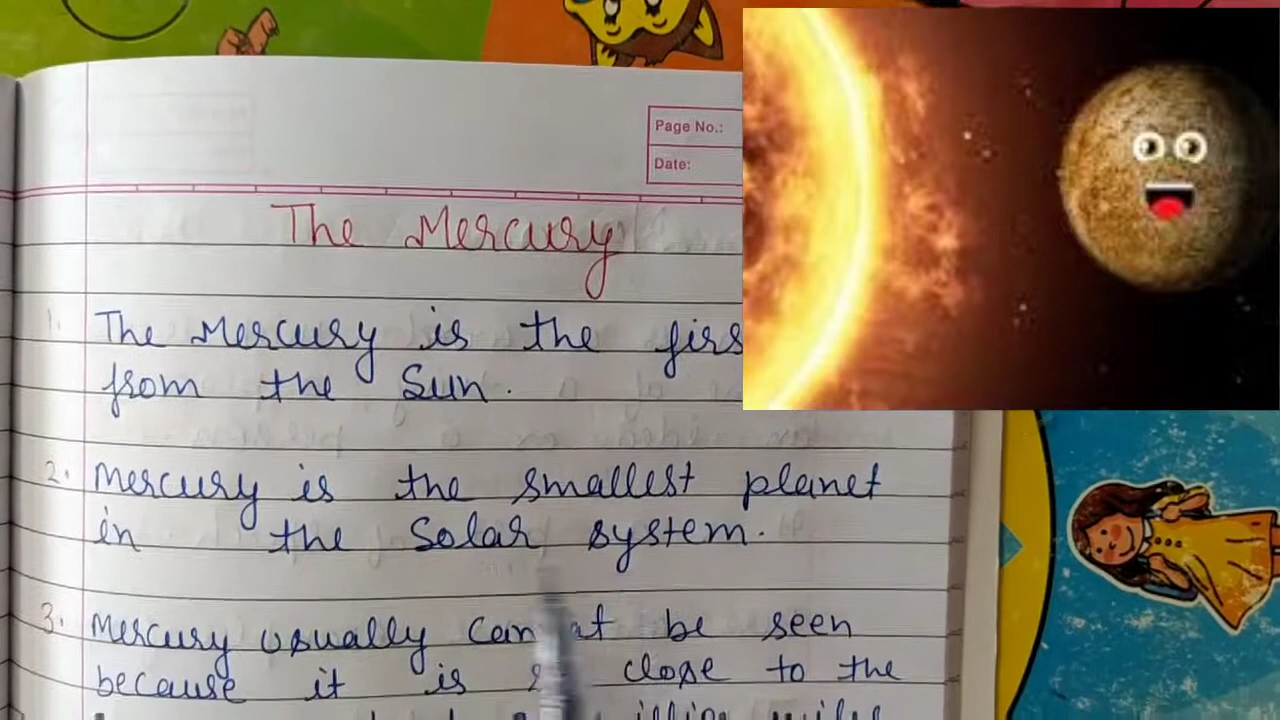 Page No.:
Date:
The Mercury
1. The Mercury is the firs
from the Sun.
2. Mercury is the smallest planet
in the Solar system.
3. Mercury usually can be seen
because it is close to the